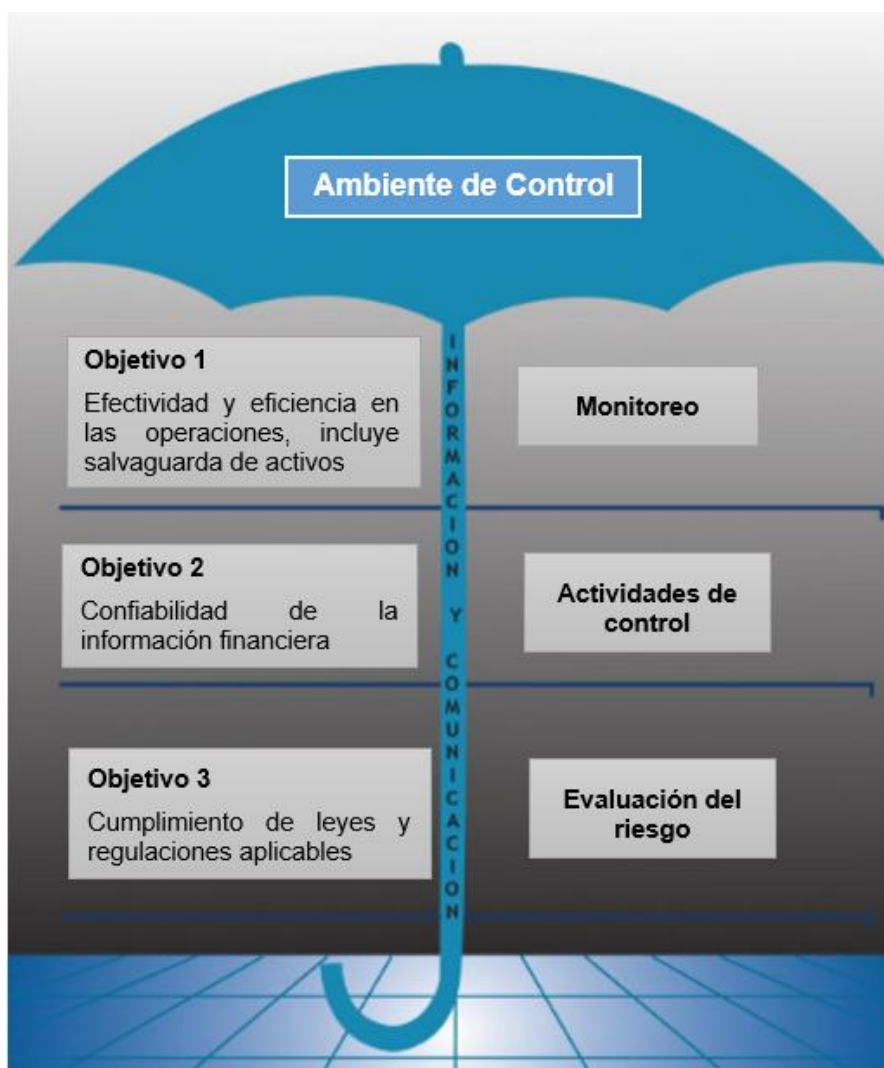 Ambiente de Control
Objetivo 1
Efectividad y eficiencia en
las operaciones, incluye
salvaguarda de activos
INFORMACION Y COMUNICACION
Monitoreo
Objetivo 2
Confiabilidad de la
información financiera
Actividades de
control
Objetivo 3
Cumplimiento de leyes y
regulaciones aplicables
Evaluación del
riesgo